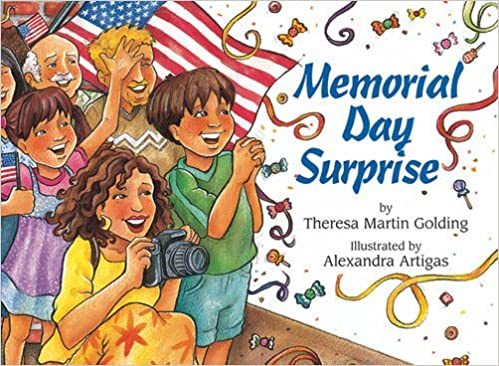 Memorial
Day
Surprise
by
Theresa Martin Golding
Illustrated by
Alexandra Artigas